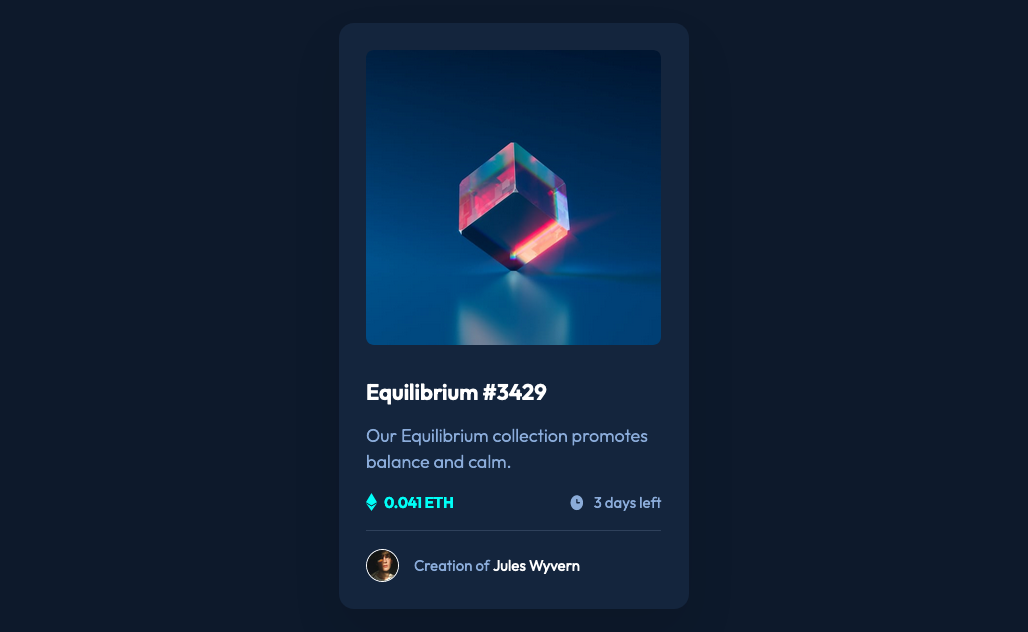 Equilibrium #3429
Our Equilibrium collection promotes
balance and calm.
0.041 ETH
3 days left
Creation of Jules Wyvern